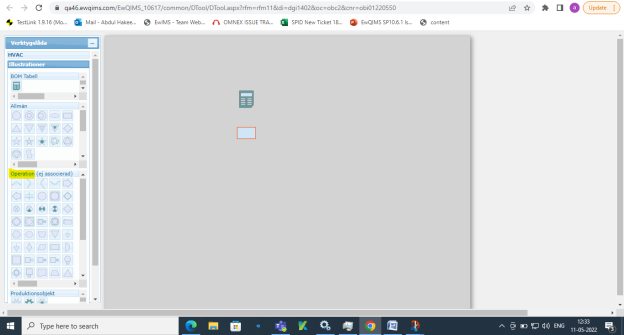 qa46.ewqims.com/EwQIMS_10617/common/DTool/DTool.aspx?rfm=rfm11&di=dgi1402&oc=obc2&cnr=obi01220550
Update
TestLink 1.9.16 (Mo...
Mail - Abdul Hakee...
EwIMS - Team Web...
OMNEX ISSUE TRA...
SPID New Ticket 18...
EwQIMS SP10.6.1 Is...
content
Verktygslåda
HVAC
Illustrationer
BOM Tabell
Allmän
Operation (ej associerad)
Produktionsobjekt
Type here to search
ENG
12:33
11-05-2022